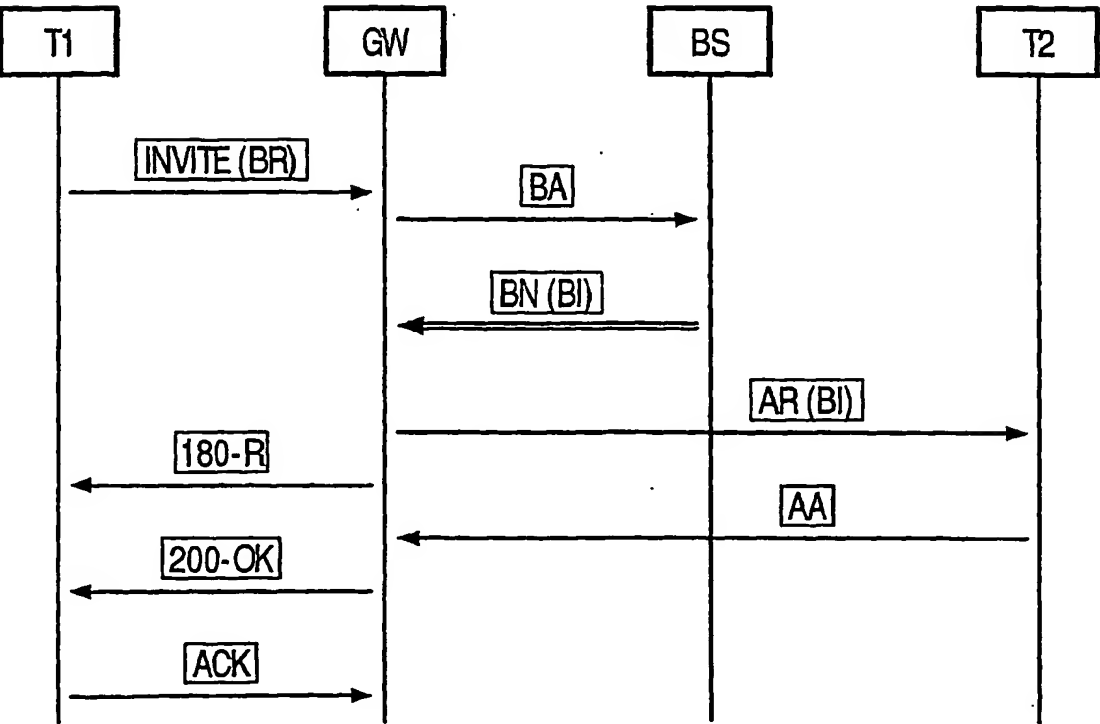 T1 GW BS T2
INVITE (BR)
BA
BN (BI)
AR (BI)
180-R
AA
200-OK
ACK